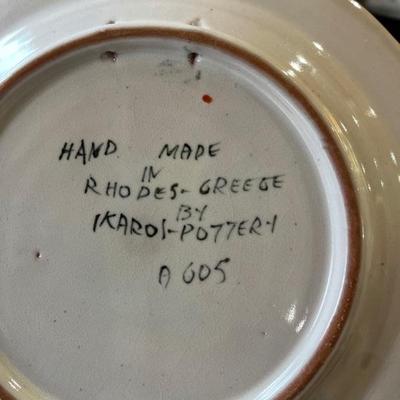 HAND MADE
IN
RHODES-GREECE
BY
IKAROS-POTTERY
A 605